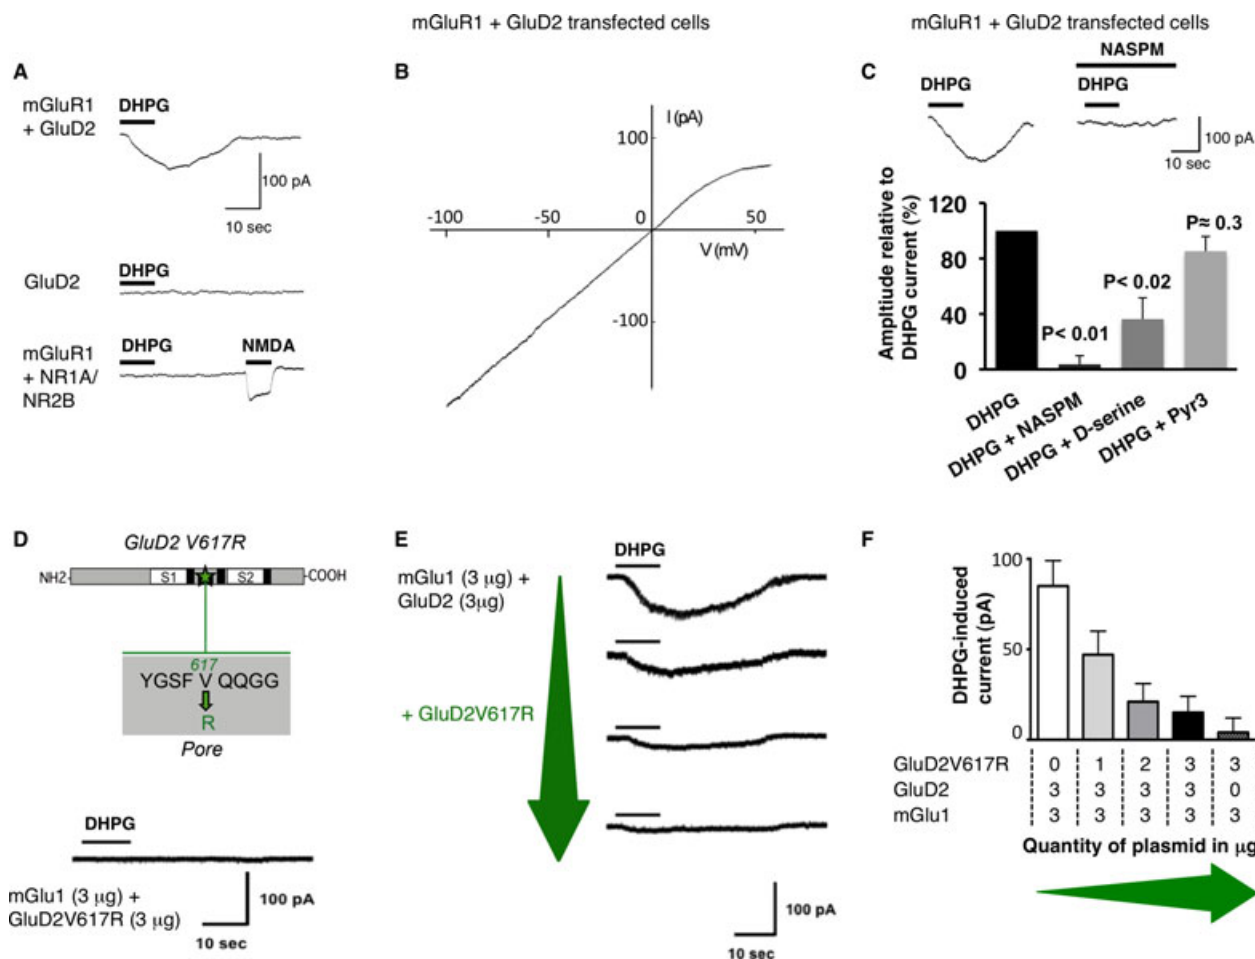 mGluR1 + GluD2 transfected cells
mGluR1 + GluD2 transfected cells
A
mGluR1
+ GluD2
DHPG
100 pA
10 sec
GluD2
DHPG
mGluR1
+ NR1A/
NR2B
DHPG
NMDA
B
I (pA)
100
-100
-50
0
50
V (mV)
-100
C
NASPM
DHPG
DHPG
100 pA
10 sec
Ampltiude relative to
DHPG current (%)
120
80
40
0
P< 0.01
P< 0.02
P≈ 0.3
DHPG
DHPG + NASPM
DHPG + D-serine
DHPG + Pyr3
D
GluD2 V617R
NH2-
S1
S2
-COOH
617
YGSF V QQGG
R
Pore
DHPG
mGlu1 (3 μg) +
GluD2V617R (3 μg)
100 pA
10 sec
E
DHPG
mGlu1 (3 μg) +
GluD2 (3μg)
+ GluD2V617R
100 pA
10 sec
F
DHPG-induced
current (pA)
100
50
0
GluD2V617R 0 1 2 3 3
GluD2 3 3 3 3 0
mGlu1 3 3 3 3 3
Quantity of plasmid in μg